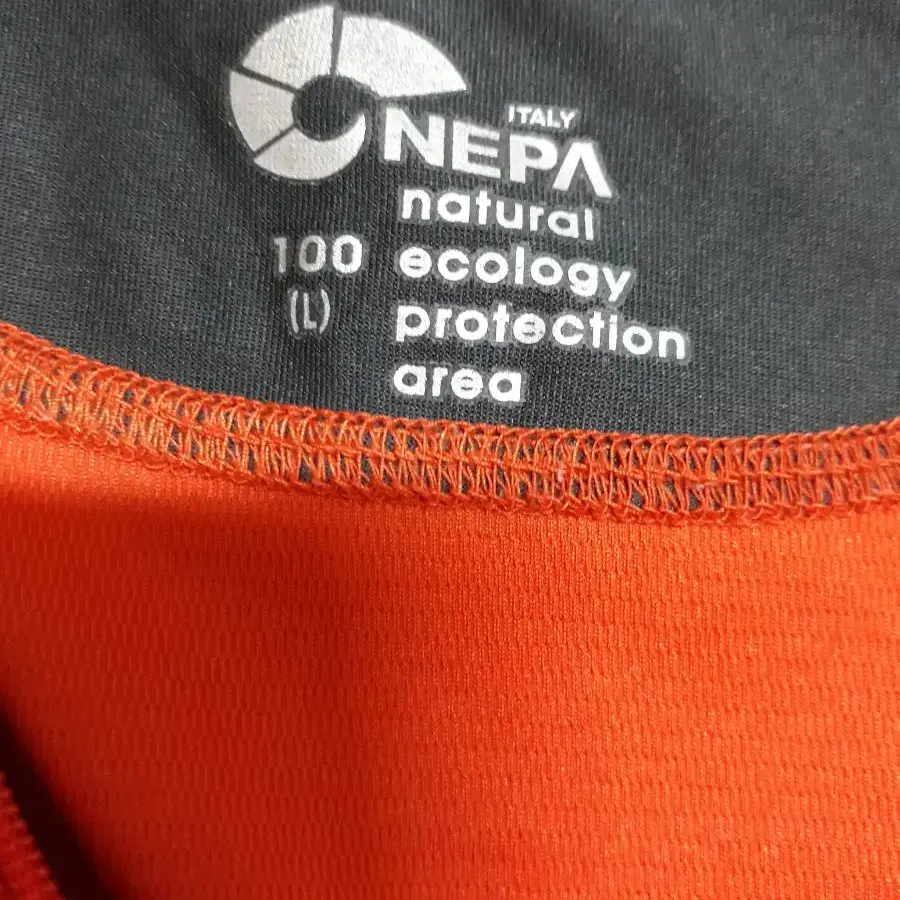 ITALY
NEPA
natural
100 ecology
(L) protection
area